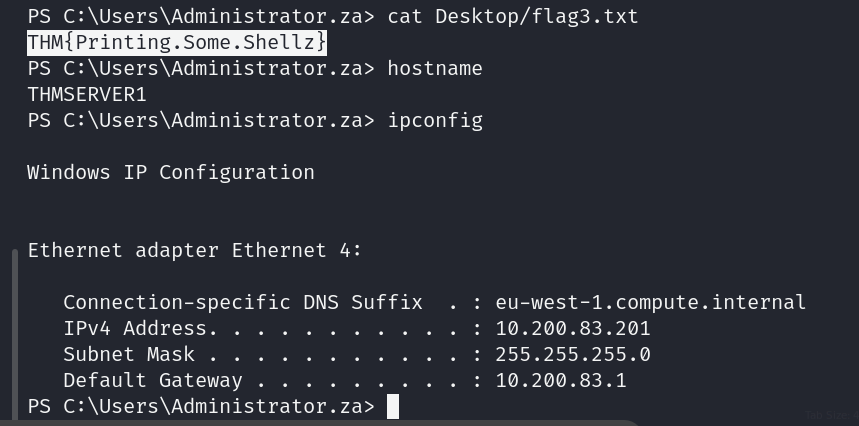 PS C:\Users\Administrator.za> cat Desktop/flag3.txt
THM{Printing.Some.Shellz}
PS C:\Users\Administrator.za> hostname
THMSERVER1
PS C:\Users\Administrator.za> ipconfig
Windows IP Configuration
Ethernet adapter Ethernet 4:
Connection-specific DNS Suffix  . : eu-west-1.compute.internal
IPv4 Address. . . . . . . . . . . : 10.200.83.201
Subnet Mask . . . . . . . . . . . : 255.255.255.0
Default Gateway . . . . . . . . . : 10.200.83.1
PS C:\Users\Administrator.za>